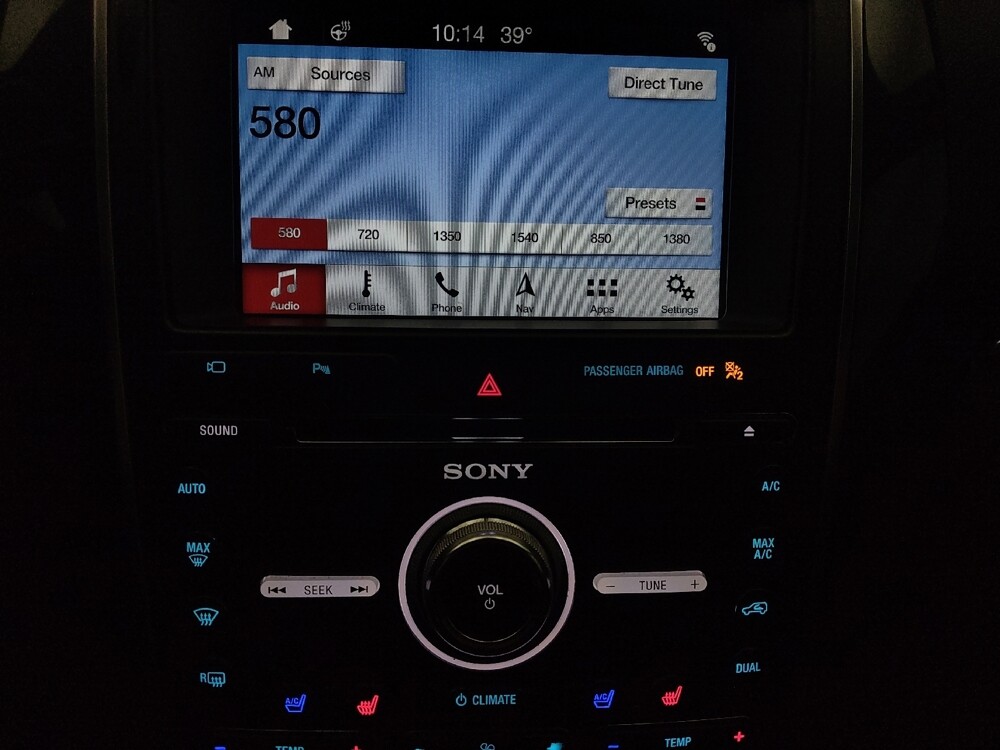 10:14 39°
AM Sources
Direct Tune
580
Presets
580 720 1350 1540 850 1380
Audio Climate Phone Nav Apps Settings
P
PASSENGER AIRBAG OFF 2
SOUND
SONY
AUTO
A/C
MAX
MAX
A/C
SEEK
VOL
− TUNE +
R
DUAL
A/C
CLIMATE
A/C
− TEMP +
− TEMP +